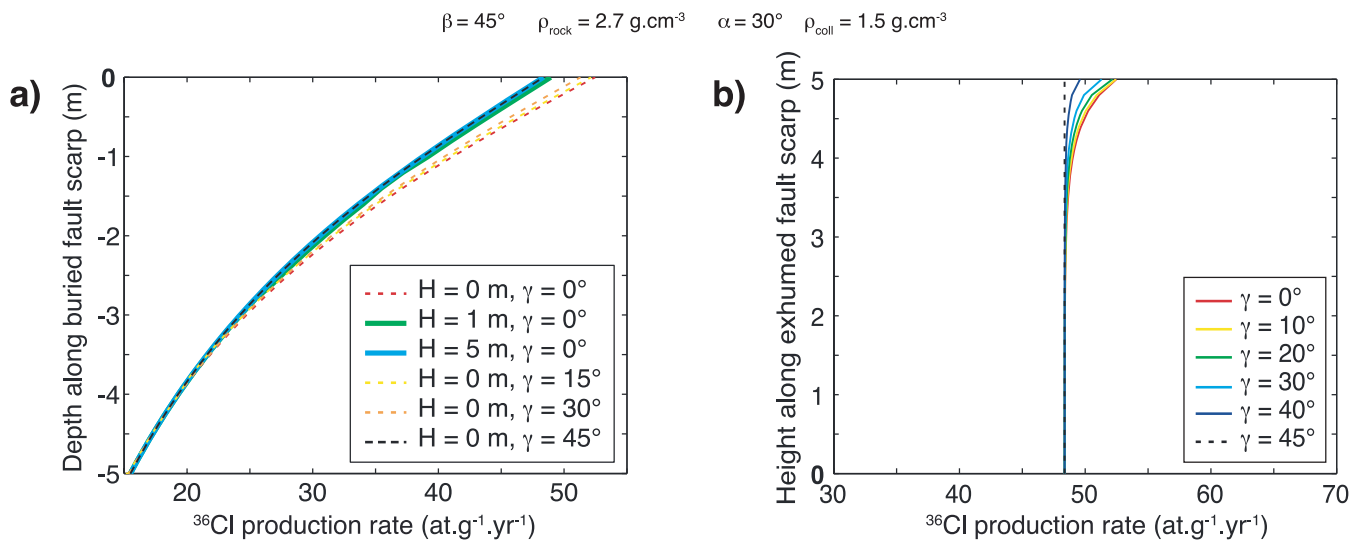 β = 45° ρrock = 2.7 g.cm-3 α = 30° ρcoll = 1.5 g.cm-3
a)
Depth along buried fault scarp (m)
0
-1
-2
-3
-4
-5
20 30 40 50
36Cl production rate (at.g-1.yr-1)
H = 0 m, γ = 0°
H = 1 m, γ = 0°
H = 5 m, γ = 0°
H = 0 m, γ = 15°
H = 0 m, γ = 30°
H = 0 m, γ = 45°
b)
Height along exhumed fault scarp (m)
5
4
3
2
1
0
30 40 50 60 70
36Cl production rate (at.g-1.yr-1)
γ = 0°
γ = 10°
γ = 20°
γ = 30°
γ = 40°
γ = 45°